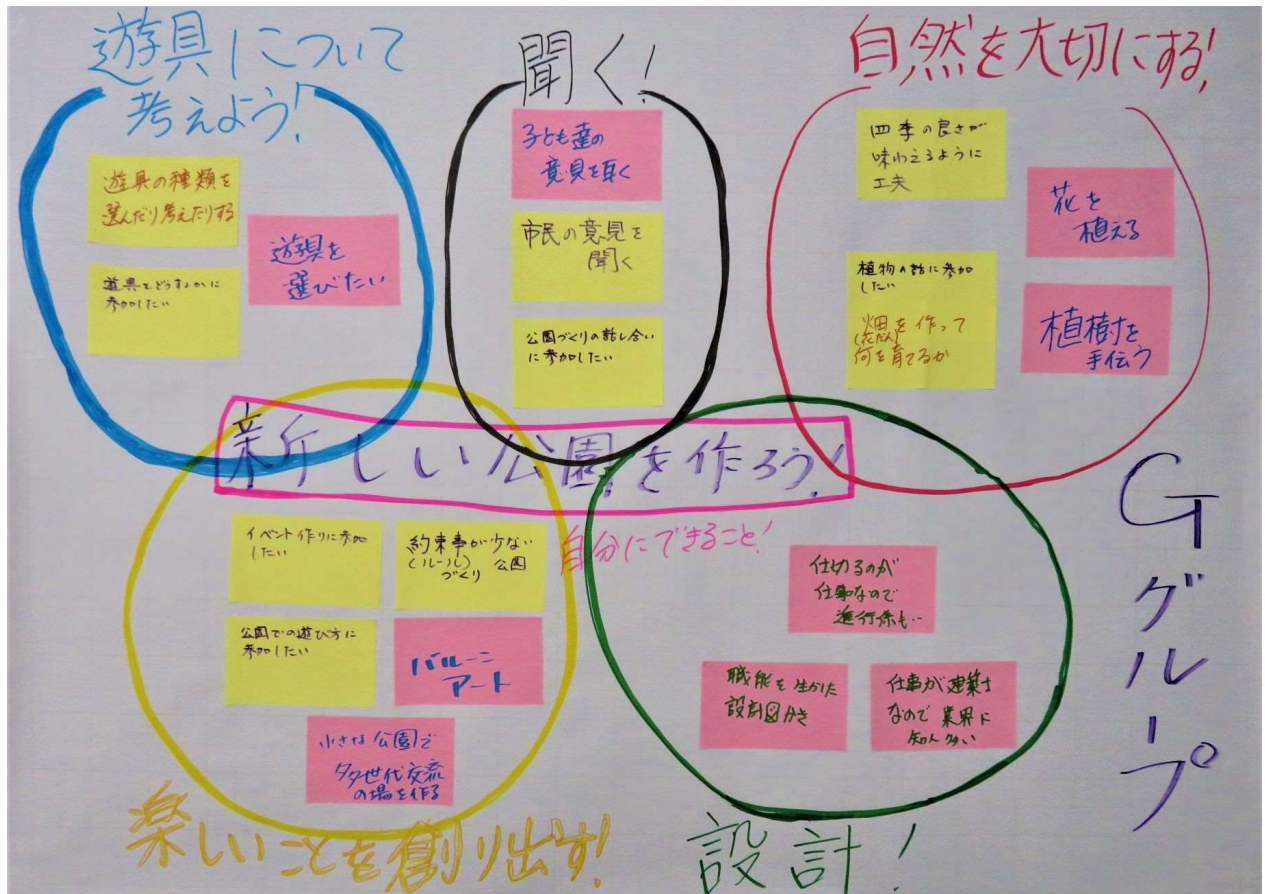 遊具について
考えよう!
遊具の種類を
選んだり考えたりする
遊具を
選びたい
遊具をどうするかに
参加したい
聞く!
子ども達の
意見を取く
市民の意見を
聞く
公園づくりの話し合い
に参加したい
自然を大切にする!
四季の良さが
味わえるように
工夫
花を
植える
植物の話に参加
したい
畑を作って
(花だん)
何を育てるか
植樹を
手伝う
新しい公園を作ろう!
自分にできること!
イベント作りに参加
したい
約束事が少ない
(ルール) 公園
づくり
公園での遊び方に
参加したい
バルーン
アート
小さな公園で
多世代交流
の場を作る
楽しいことを創り出す!
仕切るのが
仕事なので
進行係も‥
職能を生かした
設計図
仕事が建築士
なので業界に
知人多い
設計!
Gグループ